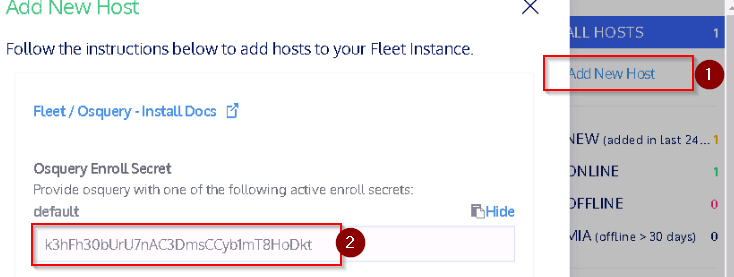 Add New Host
Follow the instructions below to add hosts to your Fleet Instance.
Fleet / Osquery - Install Docs
Osquery Enroll Secret
Provide osquery with one of the following active enroll secrets:
default
Hide
k3hFh30bUrU7nAC3DmsCCyb1mT8HoDkt
2
ALL HOSTS 1
Add New Host
1
NEW (added in last 24... 1
ONLINE 1
OFFLINE 0
MIA (offline > 30 days) 0